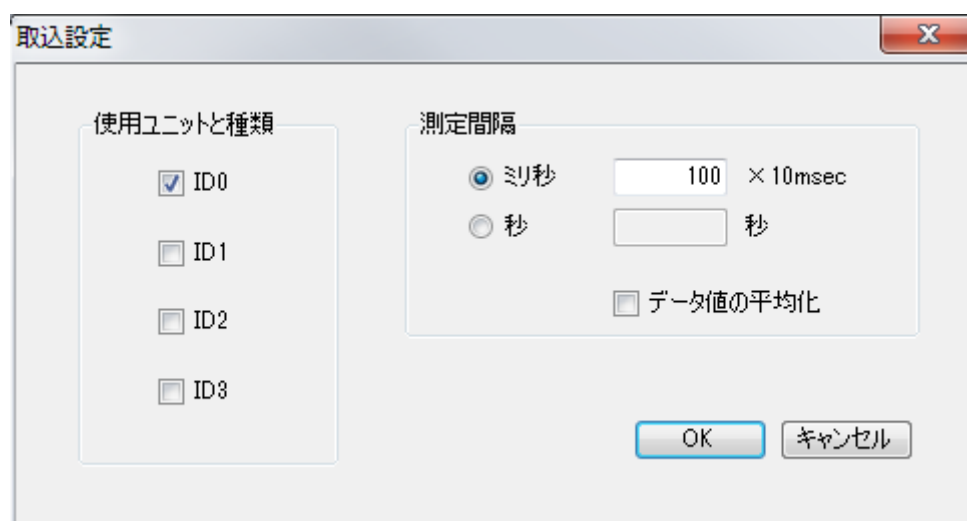 取込設定
使用ユニットと種類
ID0
ID1
ID2
ID3
測定間隔
ミリ秒 100 ×10msec
秒 秒
データ値の平均化
OK キャンセル